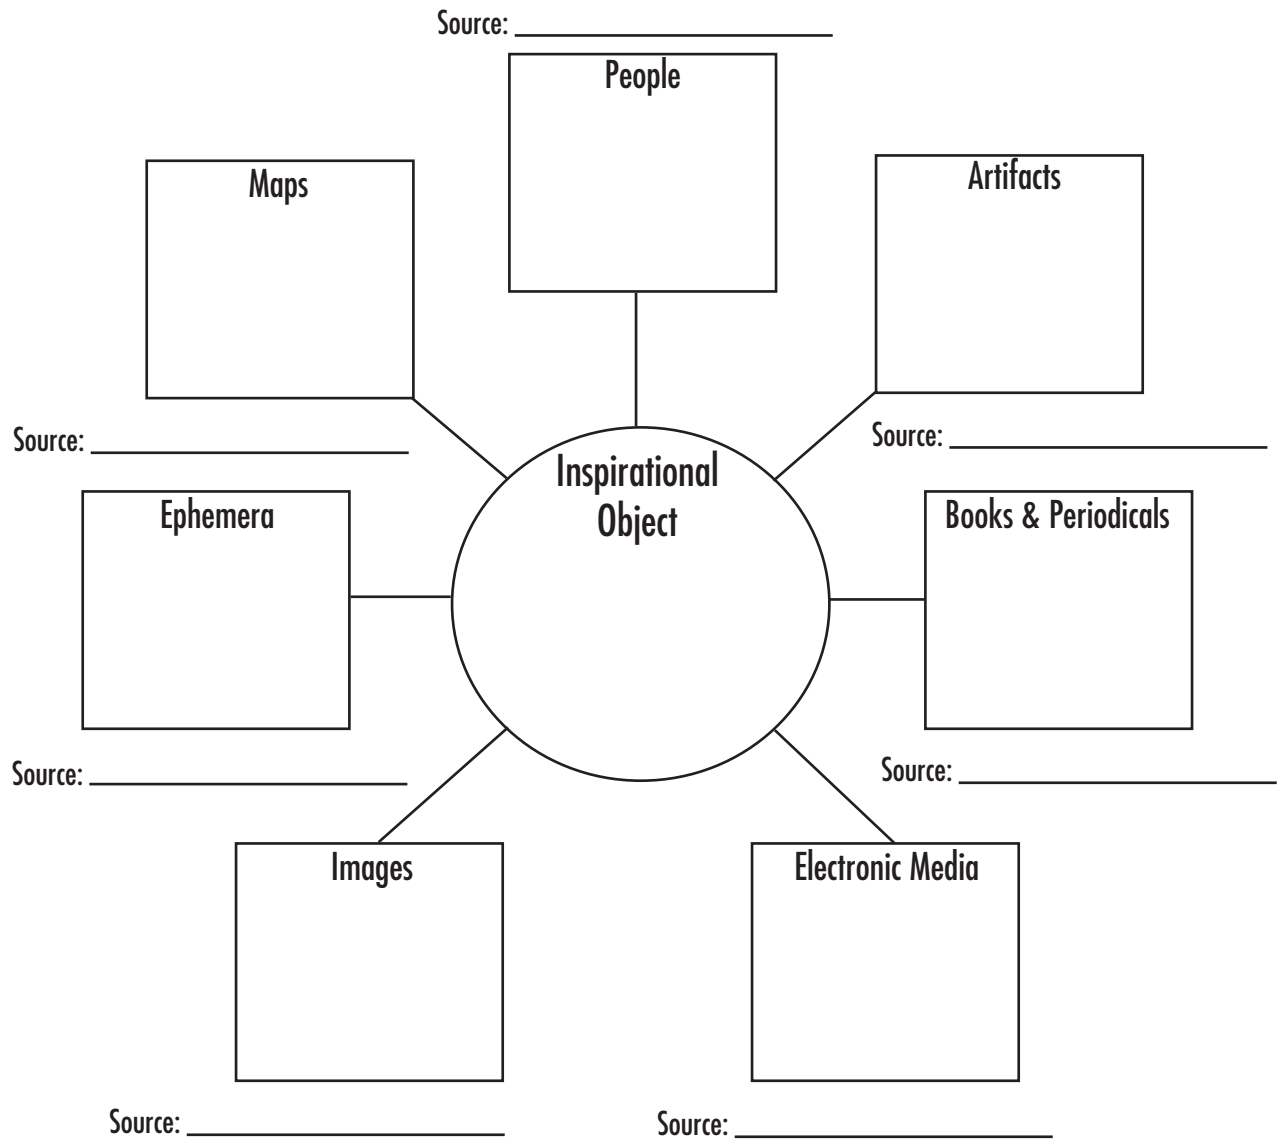 Source:
People
Maps
Artifacts
Source:
Source:
Inspirational
Object
Ephemera
Books & Periodicals
Source:
Source:
Images
Electronic Media
Source:
Source: